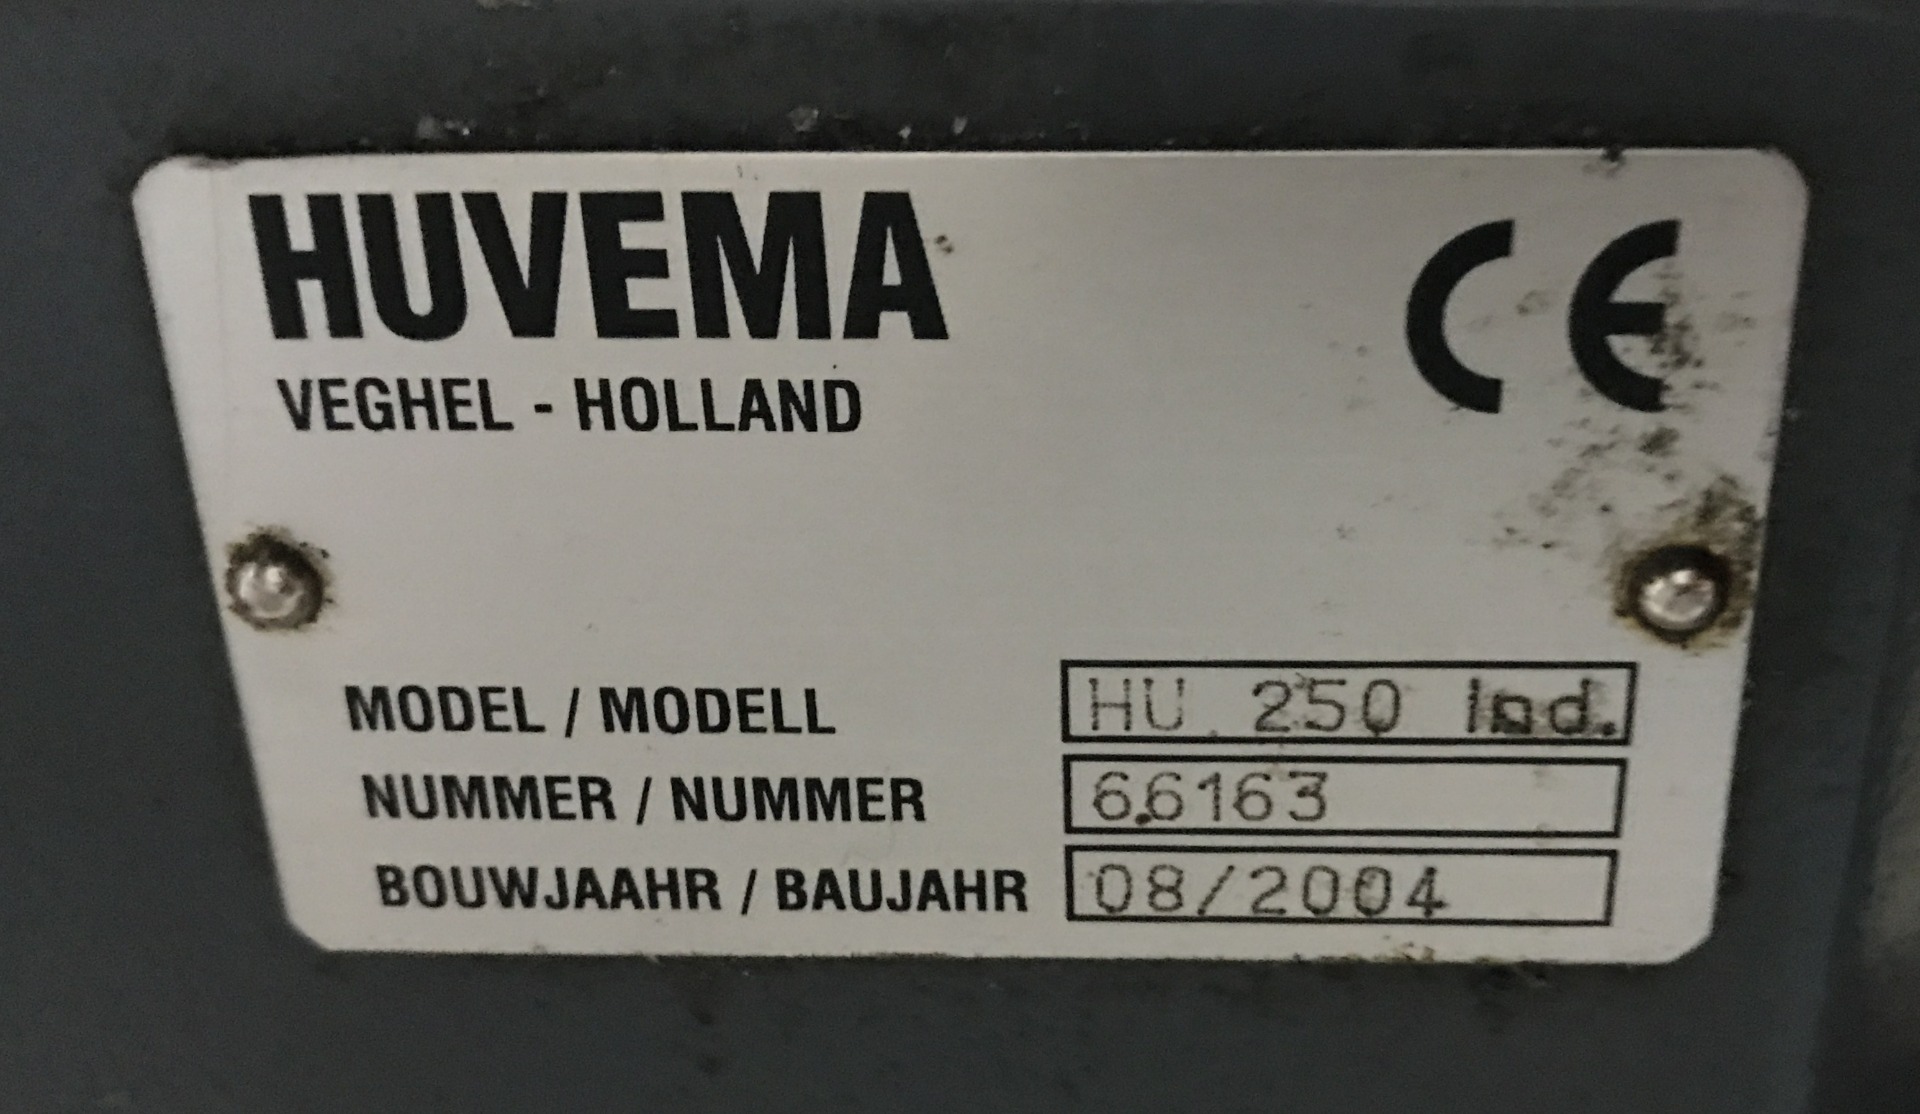 HUVEMA
CE
VEGHEL - HOLLAND
MODEL / MODELL HU 250 Ind.
NUMMER / NUMMER 66163
BOUWJAAHR / BAUJAHR 08/2004